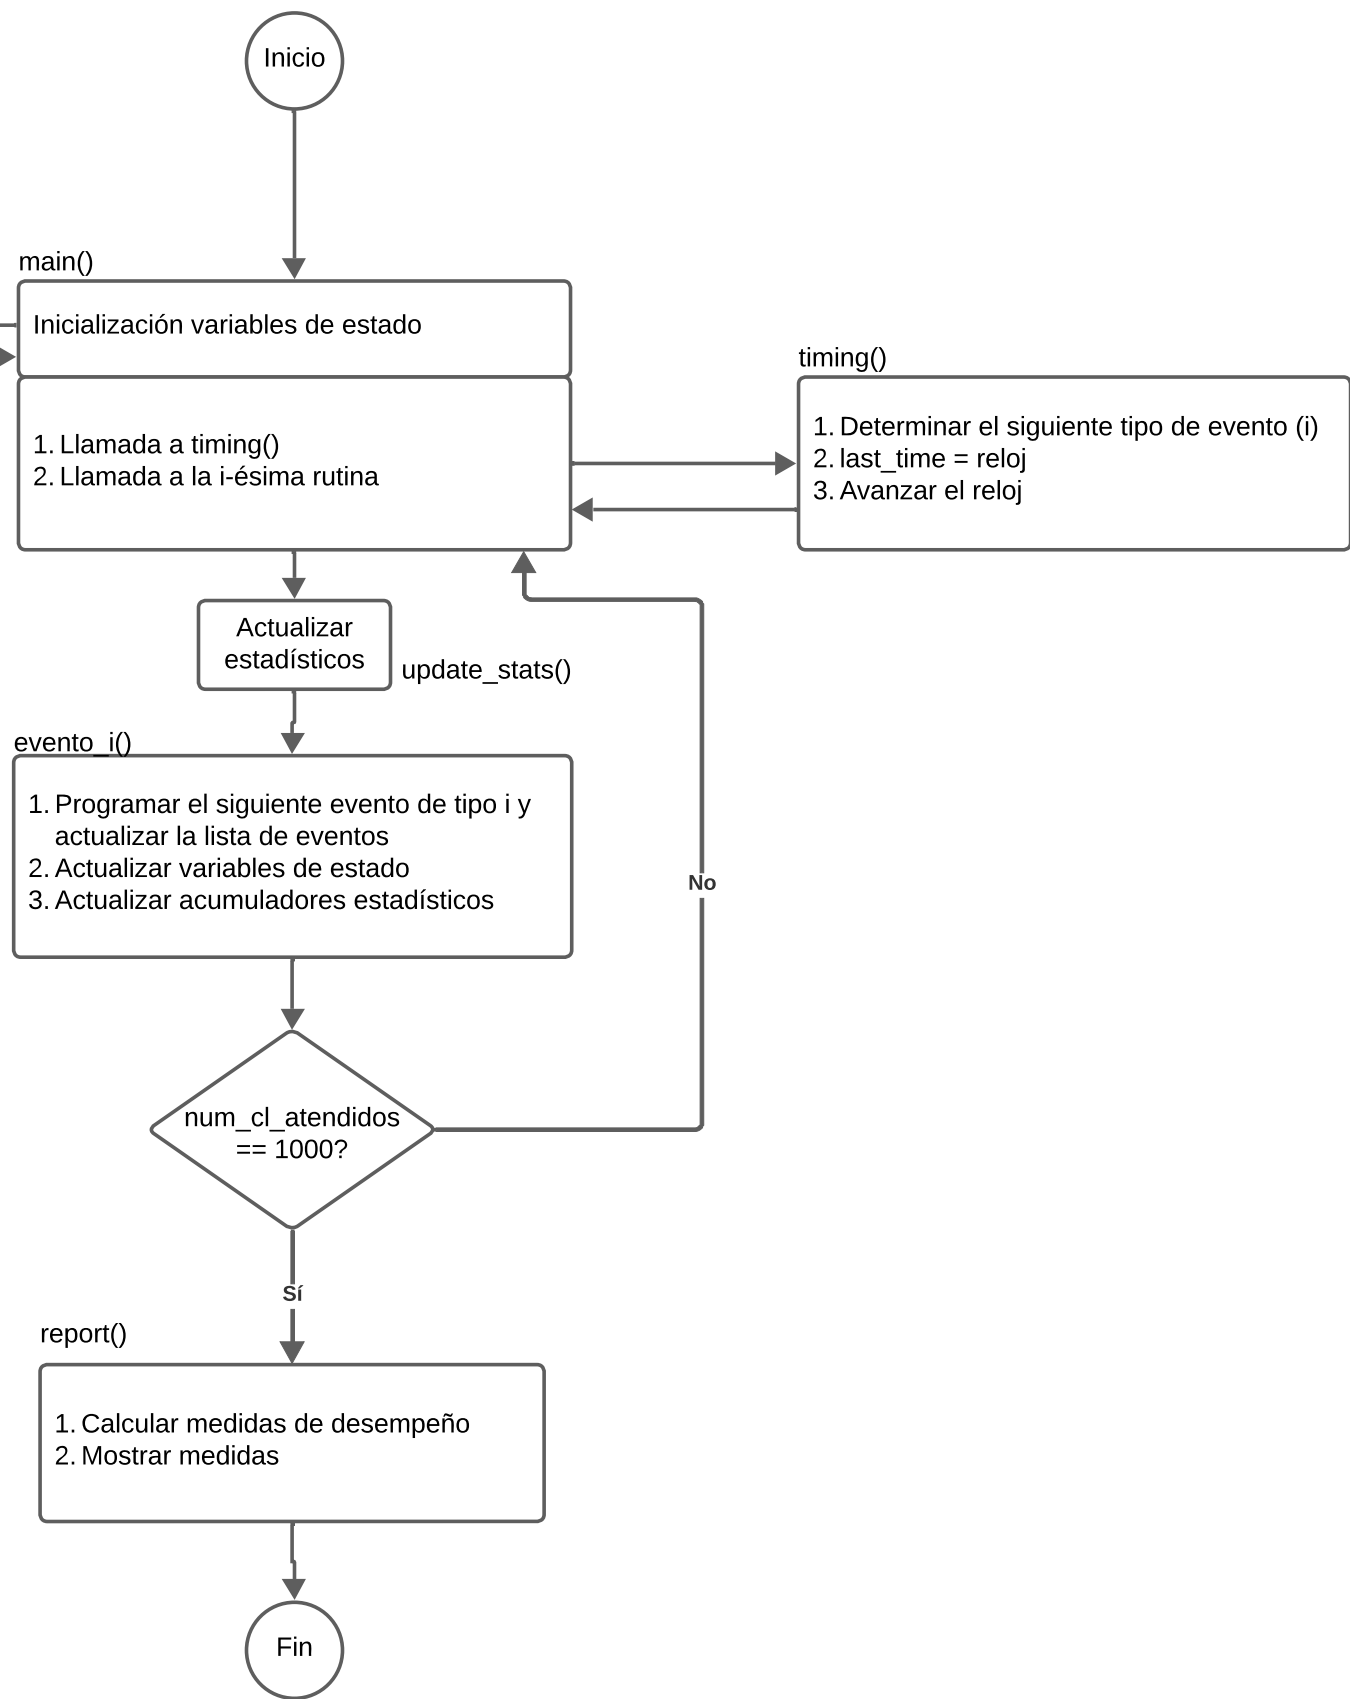 Inicio
main()
Inicialización variables de estado
1. Llamada a timing()
2. Llamada a la i-ésima rutina
timing()
1. Determinar el siguiente tipo de evento (i)
2. last_time = reloj
3. Avanzar el reloj
Actualizar
estadísticos
update_stats()
evento_i()
1. Programar el siguiente evento de tipo i y
actualizar la lista de eventos
2. Actualizar variables de estado
3. Actualizar acumuladores estadísticos
No
num_cl_atendidos
== 1000?
Sí
report()
1. Calcular medidas de desempeño
2. Mostrar medidas
Fin